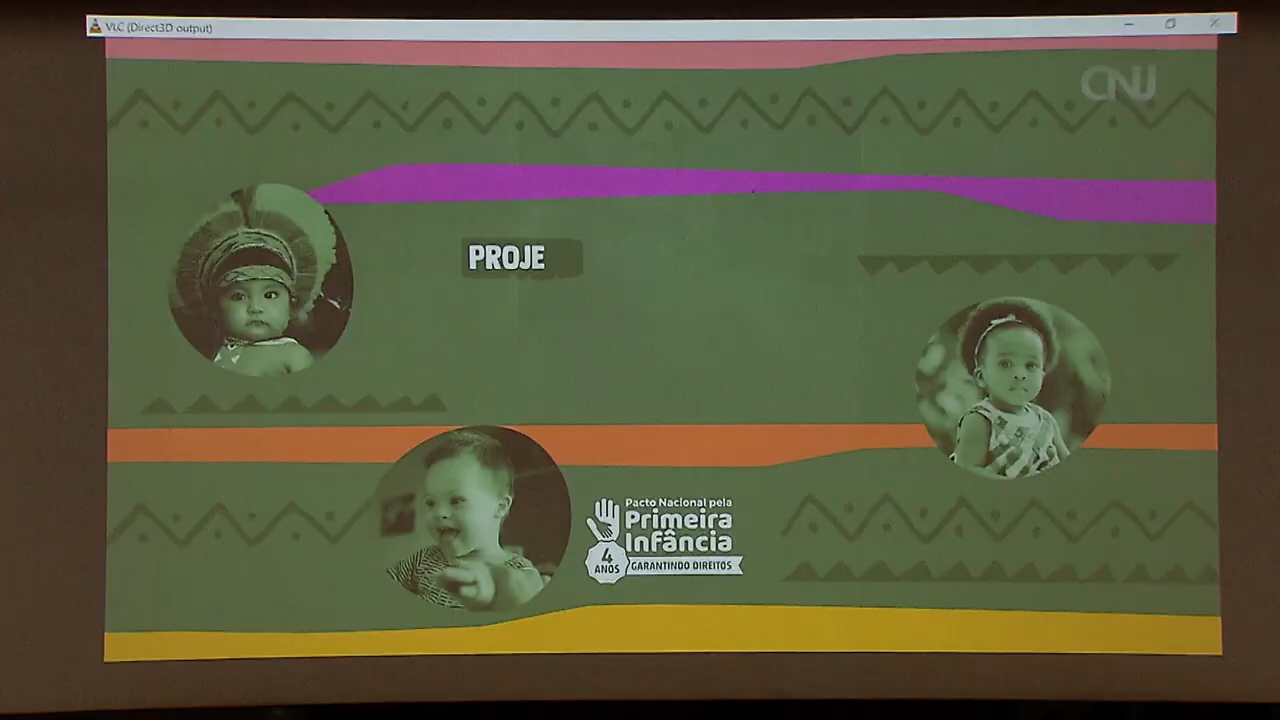 VLC (Direct3D output)
CNJ
PROJE
Pacto Nacional pela
Primeira
Infância
4
ANOS
GARANTINDO DIREITOS